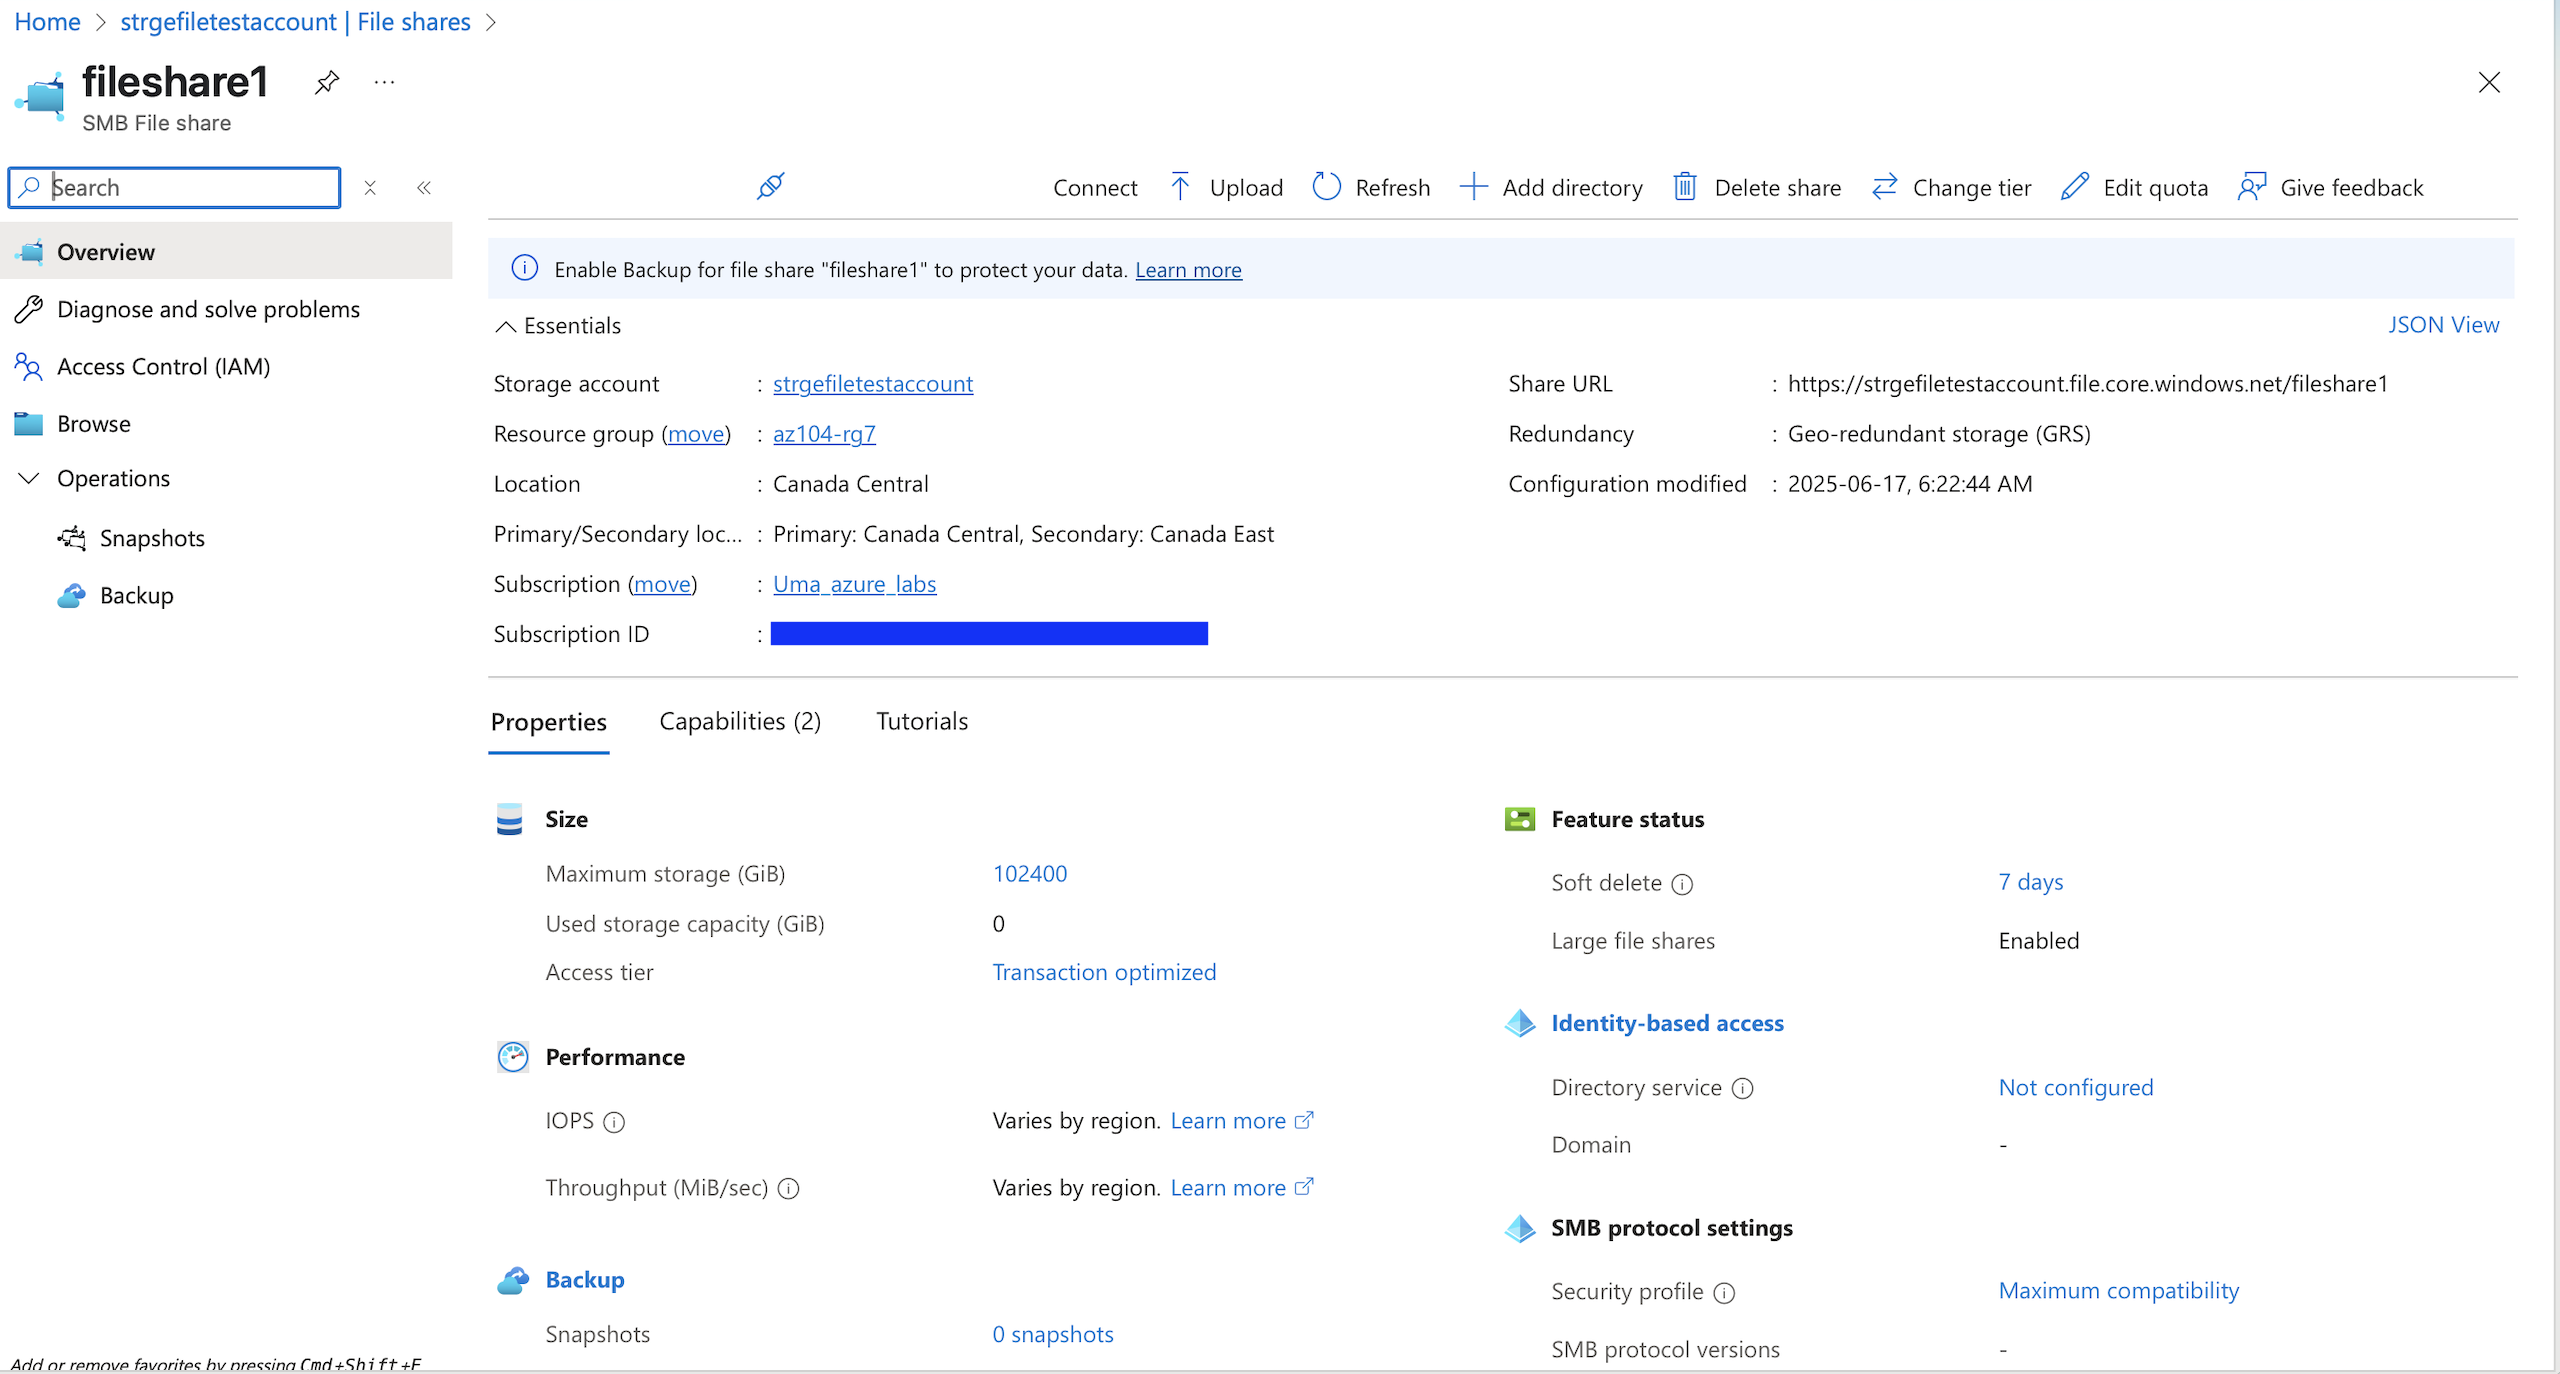 Home > strgefiletestaccount | File shares >
fileshare1 ...
SMB File share
Search
Overview
Diagnose and solve problems
Access Control (IAM)
Browse
Operations
Snapshots
Backup
Connect Upload Refresh Add directory Delete share Change tier Edit quota Give feedback
Enable Backup for file share "fileshare1" to protect your data. Learn more
Essentials JSON View
Storage account : strgefiletestaccount
Resource group (move) : az104-rg7
Location : Canada Central
Primary/Secondary loc... : Primary: Canada Central, Secondary: Canada East
Subscription (move) : Uma_azure_labs
Subscription ID :
Share URL : https://strgefiletestaccount.file.core.windows.net/fileshare1
Redundancy : Geo-redundant storage (GRS)
Configuration modified : 2025-06-17, 6:22:44 AM
Properties Capabilities (2) Tutorials
Size
Maximum storage (GiB) 102400
Used storage capacity (GiB) 0
Access tier Transaction optimized
Performance
IOPS Varies by region. Learn more
Throughput (MiB/sec) Varies by region. Learn more
Backup
Snapshots 0 snapshots
Feature status
Soft delete 7 days
Large file shares Enabled
Identity-based access
Directory service Not configured
Domain -
SMB protocol settings
Security profile Maximum compatibility
SMB protocol versions -
Add or remove favorites by pressing Cmd+Shift+F